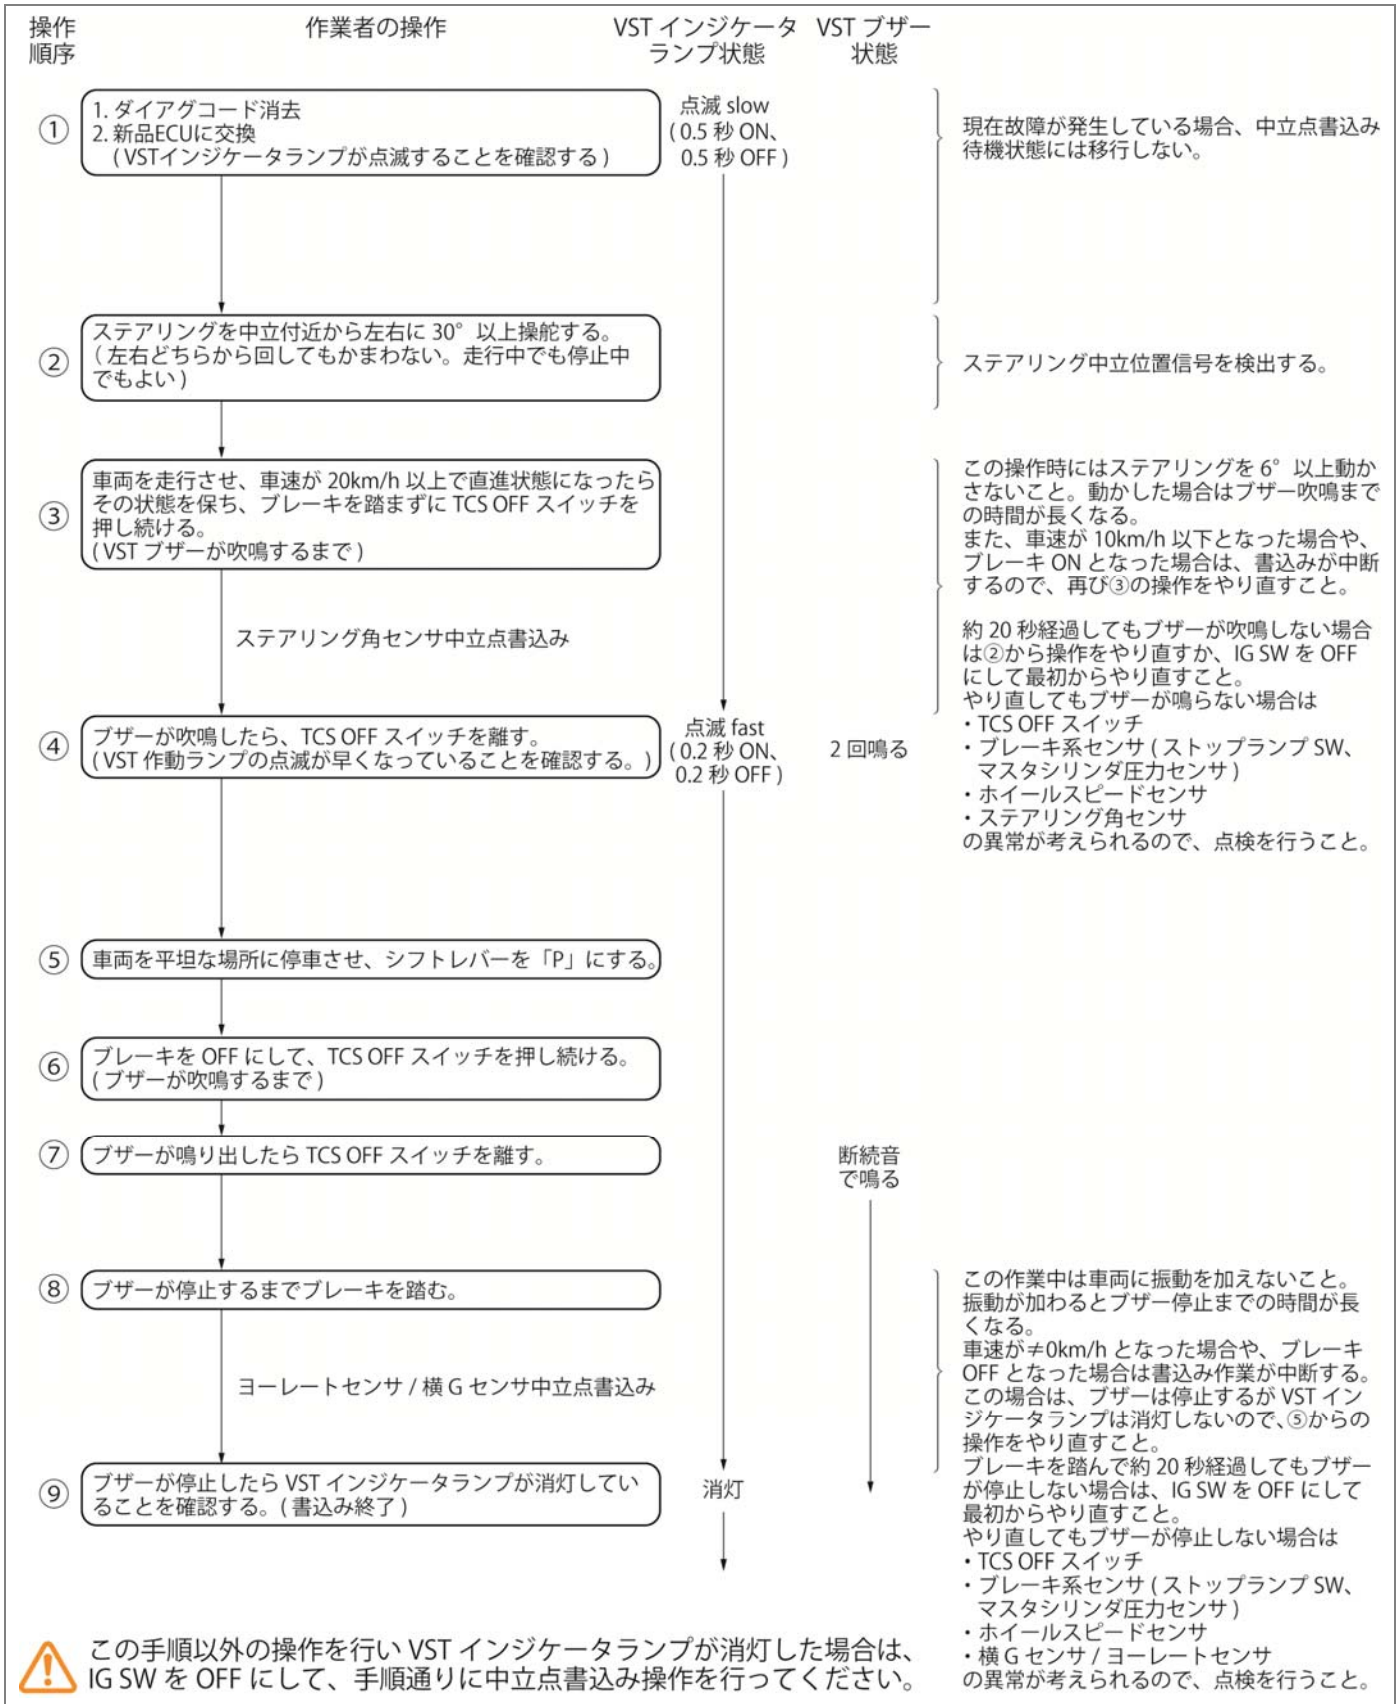 操作
順序
作業者の操作
VST インジケータ
ランプ状態
VST ブザー
状態
①
1. ダイアグコード消去
2. 新品ECUに交換
( VSTインジケータランプが点滅することを確認する )
点滅 slow
( 0.5 秒 ON、
0.5 秒 OFF )
現在故障が発生している場合、中立点書込み
待機状態には移行しない。
②
ステアリングを中立付近から左右に 30° 以上操舵する。
( 左右どちらから回してもかまわない。走行中でも停止中
でもよい )
ステアリング中立位置信号を検出する。
③
車両を走行させ、車速が 20km/h 以上で直進状態になったら
その状態を保ち、ブレーキを踏まずに TCS OFF スイッチを
押し続ける。
( VST ブザーが吹鳴するまで )
この操作時にはステアリングを 6° 以上動か
さないこと。動かした場合はブザー吹鳴まで
の時間が長くなる。
また、車速が 10km/h 以下となった場合や、
ブレーキ ON となった場合は、書込みが中断
するので、再び③の操作をやり直すこと。
ステアリング角センサ中立点書込み
約 20 秒経過してもブザーが吹鳴しない場合
は②から操作をやり直すか、IG SW を OFF
にして最初からやり直すこと。
やり直してもブザーが鳴らない場合は
・TCS OFF スイッチ
・ブレーキ系センサ ( ストップランプ SW、
マスタシリンダ圧力センサ )
・ホイールスピードセンサ
・ステアリング角センサ
の異常が考えられるので、点検を行うこと。
④
ブザーが吹鳴したら、TCS OFF スイッチを離す。
( VST 作動ランプの点滅が早くなっていることを確認する。)
点滅 fast
( 0.2 秒 ON、
0.2 秒 OFF )
2 回鳴る
⑤
車両を平坦な場所に停車させ、シフトレバーを「P」にする。
⑥
ブレーキを OFF にして、TCS OFF スイッチを押し続ける。
( ブザーが吹鳴するまで )
⑦
ブザーが鳴り出したら TCS OFF スイッチを離す。
断続音
で鳴る
⑧
ブザーが停止するまでブレーキを踏む。
この作業中は車両に振動を加えないこと。
振動が加わるとブザー停止までの時間が長
くなる。
車速が≠0km/h となった場合や、ブレーキ
OFF となった場合は書込み作業が中断する。
この場合は、ブザーは停止するが VST イン
ジケータランプは消灯しないので、⑤からの
操作をやり直すこと。
ブレーキを踏んで約 20 秒経過してもブザー
が停止しない場合は、IG SW を OFF にして
最初からやり直すこと。
やり直してもブザーが停止しない場合は
・TCS OFF スイッチ
・ブレーキ系センサ ( ストップランプ SW、
マスタシリンダ圧力センサ )
・ホイールスピードセンサ
・横 G センサ / ヨーレートセンサ
の異常が考えられるので、点検を行うこと。
ヨーレートセンサ / 横 G センサ中立点書込み
⑨
ブザーが停止したら VST インジケータランプが消灯してい
ることを確認する。( 書込み終了 )
消灯
この手順以外の操作を行い VST インジケータランプが消灯した場合は、
IG SW を OFF にして、手順通りに中立点書込み操作を行ってください。